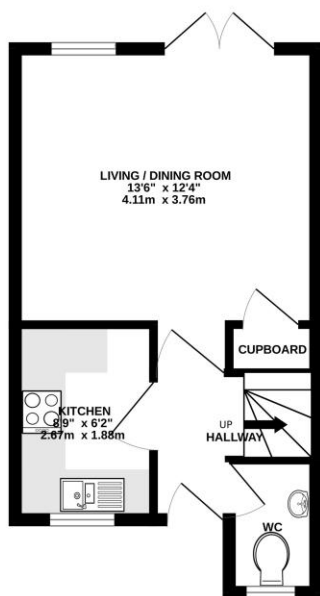 LIVING / DINING ROOM
13'6" x 12'4"
4.11m x 3.76m
CUPBOARD
KITCHEN
8'9" x 6'2"
2.67m x 1.88m
UP
HALLWAY
WC